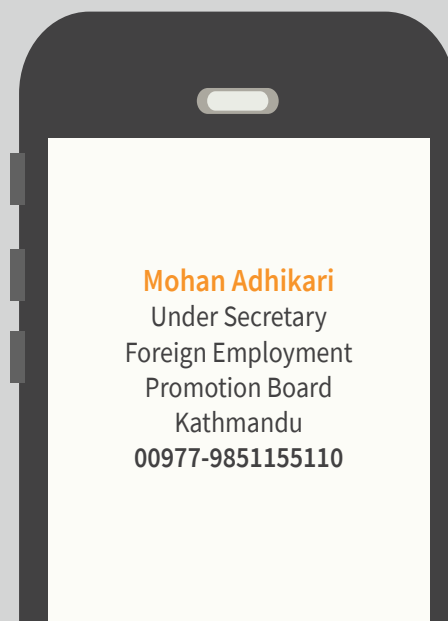 Mohan Adhikari
Under Secretary
Foreign Employment
Promotion Board
Kathmandu
00977-9851155110